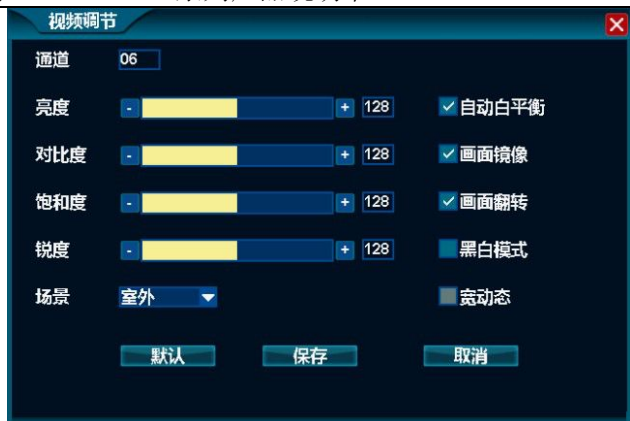 视频调节
通道 06
亮度 - + 128 自动白平衡
对比度 - + 128 画面镜像
饱和度 - + 128 画面翻转
锐度 - + 128 黑白模式
场景 室外 宽动态
默认 保存 取消